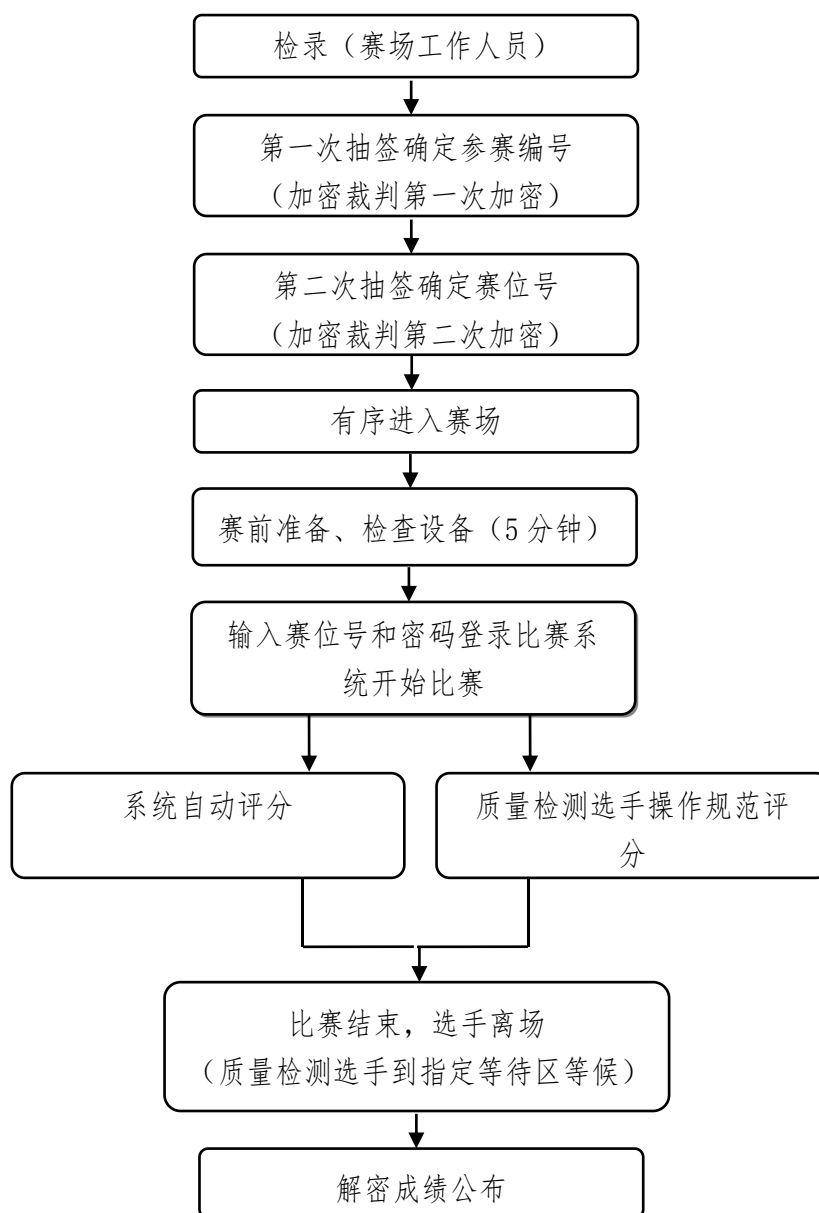 检录（赛场工作人员）
第一次抽签确定参赛编号
（加密裁判第一次加密）
第二次抽签确定赛位号
（加密裁判第二次加密）
有序进入赛场
赛前准备、检查设备（5 分钟）
输入赛位号和密码登录比赛系
统开始比赛
系统自动评分
质量检测选手操作规范评
分
比赛结束，选手离场
（质量检测选手到指定等待区等候）
解密成绩公布